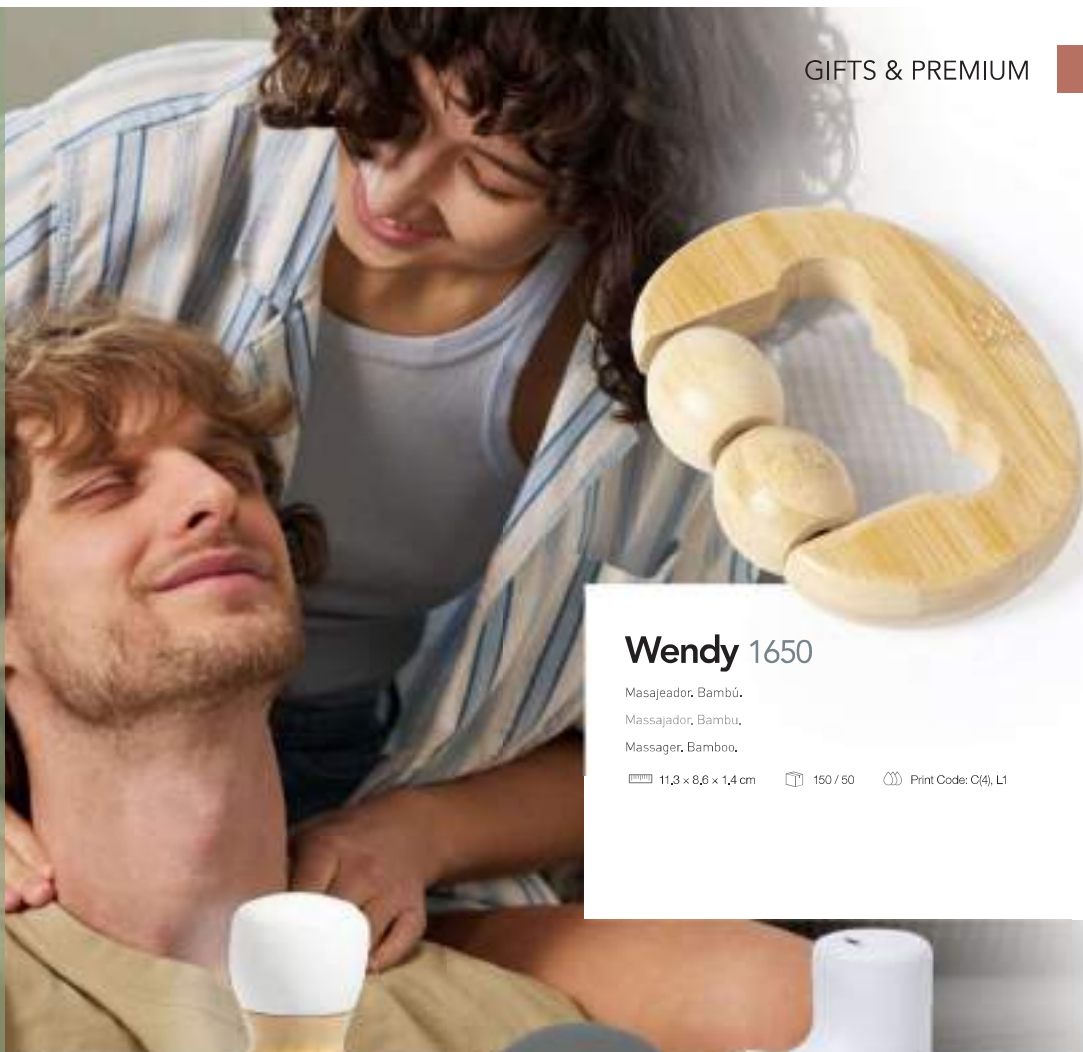 GIFTS & PREMIUM
Wendy 1650
Masajeador. Bambú.
Massajador. Bambu.
Massager. Bamboo.
11,3 x 8,6 x 1,4 cm 150 / 50 Print Code: C(4), L1